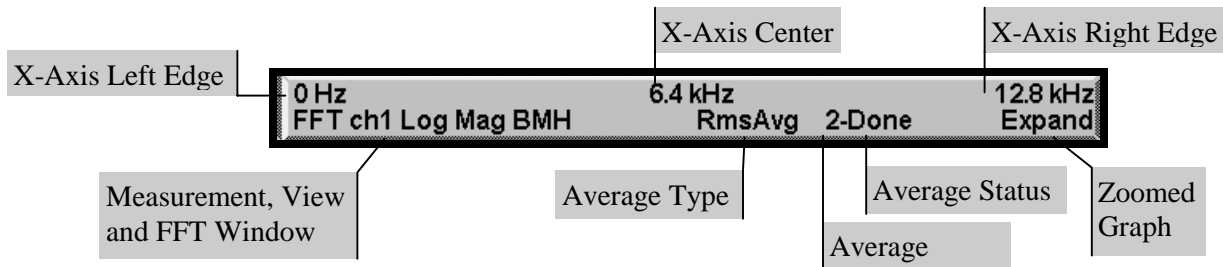 X-Axis Center
X-Axis Right Edge
X-Axis Left Edge
0 Hz 6.4 kHz 12.8 kHz
FFT ch1 Log Mag BMH RmsAvg 2-Done Expand
Measurement, View
and FFT Window
Average Type
Average Status
Zoomed
Graph
Average